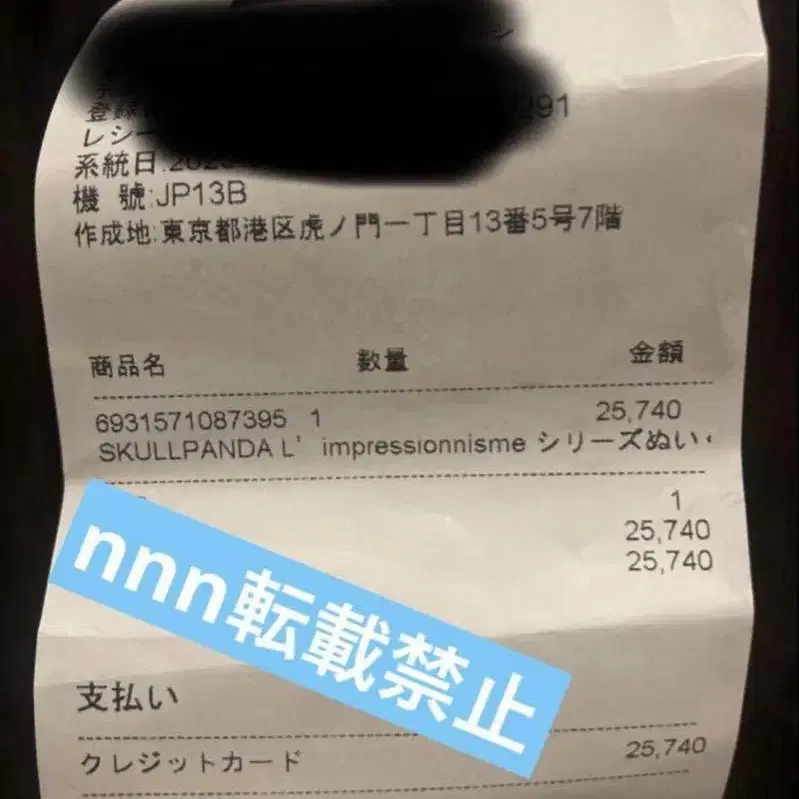 登録
291
レシー
系統日:202
機 號:JP13B
作成地:東京都港区虎ノ門一丁目13番5号7階
商品名 数量 金額
6931571087395 1 25,740
SKULLPANDA L' impressionnisme シリーズぬい
1
25,740
25,740
nnn転載禁止
支払い
クレジットカード 25,740